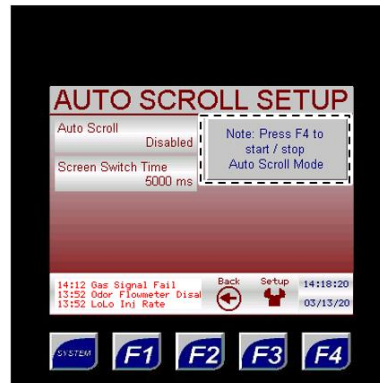 AUTO SCROLL SETUP
Auto Scroll
Disabled
Screen Switch Time
5000 ms
Note: Press F4 to
start / stop
Auto Scroll Mode
14:12 Gas Signal Fail
13:52 Odor Flowmeter Disa
13:52 LoLo Inj Rate
Back
Setup
14:18:20
03/13/20
SYSTEM
F1
F2
F3
F4